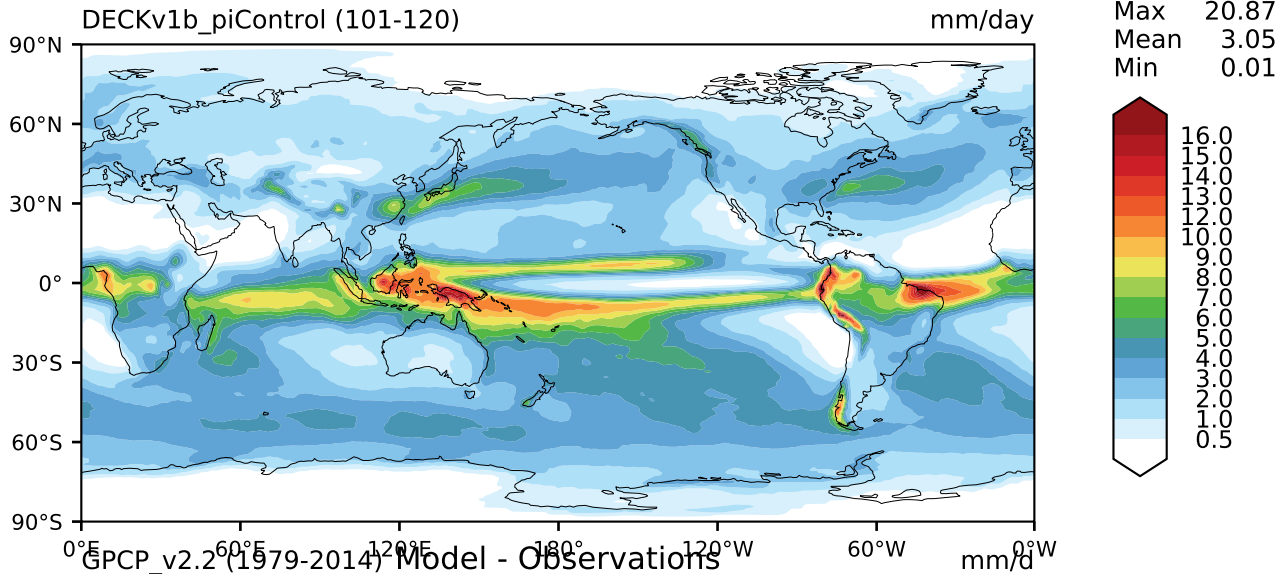 DECKv1b_piControl (101-120) mm/day
Max 20.87
Mean 3.05
Min 0.01
90°N
60°N
30°N
0°
30°S
60°S
90°S
0°E 60°E 120°E 180° 120°W 60°W 0°W
16.0
15.0
14.0
13.0
12.0
10.0
9.0
8.0
7.0
6.0
5.0
4.0
3.0
2.0
1.0
0.5
GPCP_v2.2 (1979-2014) Model - Observations mm/d